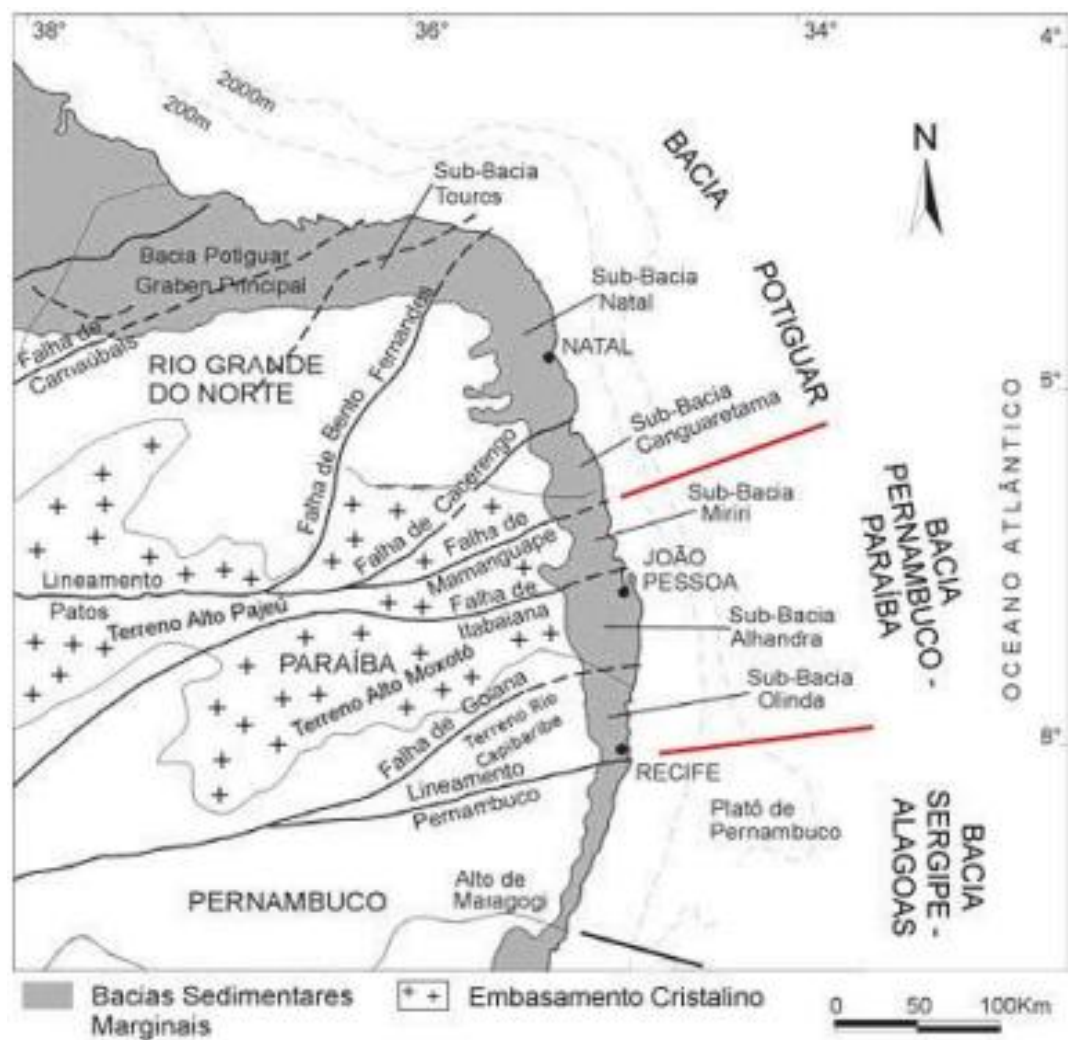 38°
36°
34°
4°
2000m
200m
BACIA
N
Sub-Bacia
Touros
Bacia Potiguar
Graben Principal
Sub-Bacia
Natal
POTIGUAR
Falha de
Carnaúbais
RIO GRANDE
DO NORTE
Falha de Bento Fernandes
NATAL
5°
Sub-Bacia
Canguaretama
OCEANO ATLÂNTICO
Falha de Cacerengo
Sub-Bacia
Miriri
BACIA
PERNAMBUCO -
PARAÍBA
Falha de
Mamanguape
JOÃO
PESSOA
Lineamento
Patos
Terreno Alto Pajeú
Falha de
Itabaiana
Sub-Bacia
Alhandra
PARAÍBA
Terreno Alto Moxotó
Sub-Bacia
Olinda
Falha de Goiana
Terreno Rio
Capibaribe
8°
Lineamento
Pernambuco
RECIFE
Platô de
Pernambuco
BACIA
SERGIPE -
ALAGOAS
PERNAMBUCO
Alto de
Maragogi
Bacias Sedimentares
Marginais
Embasamento Cristalino
0 50 100Km